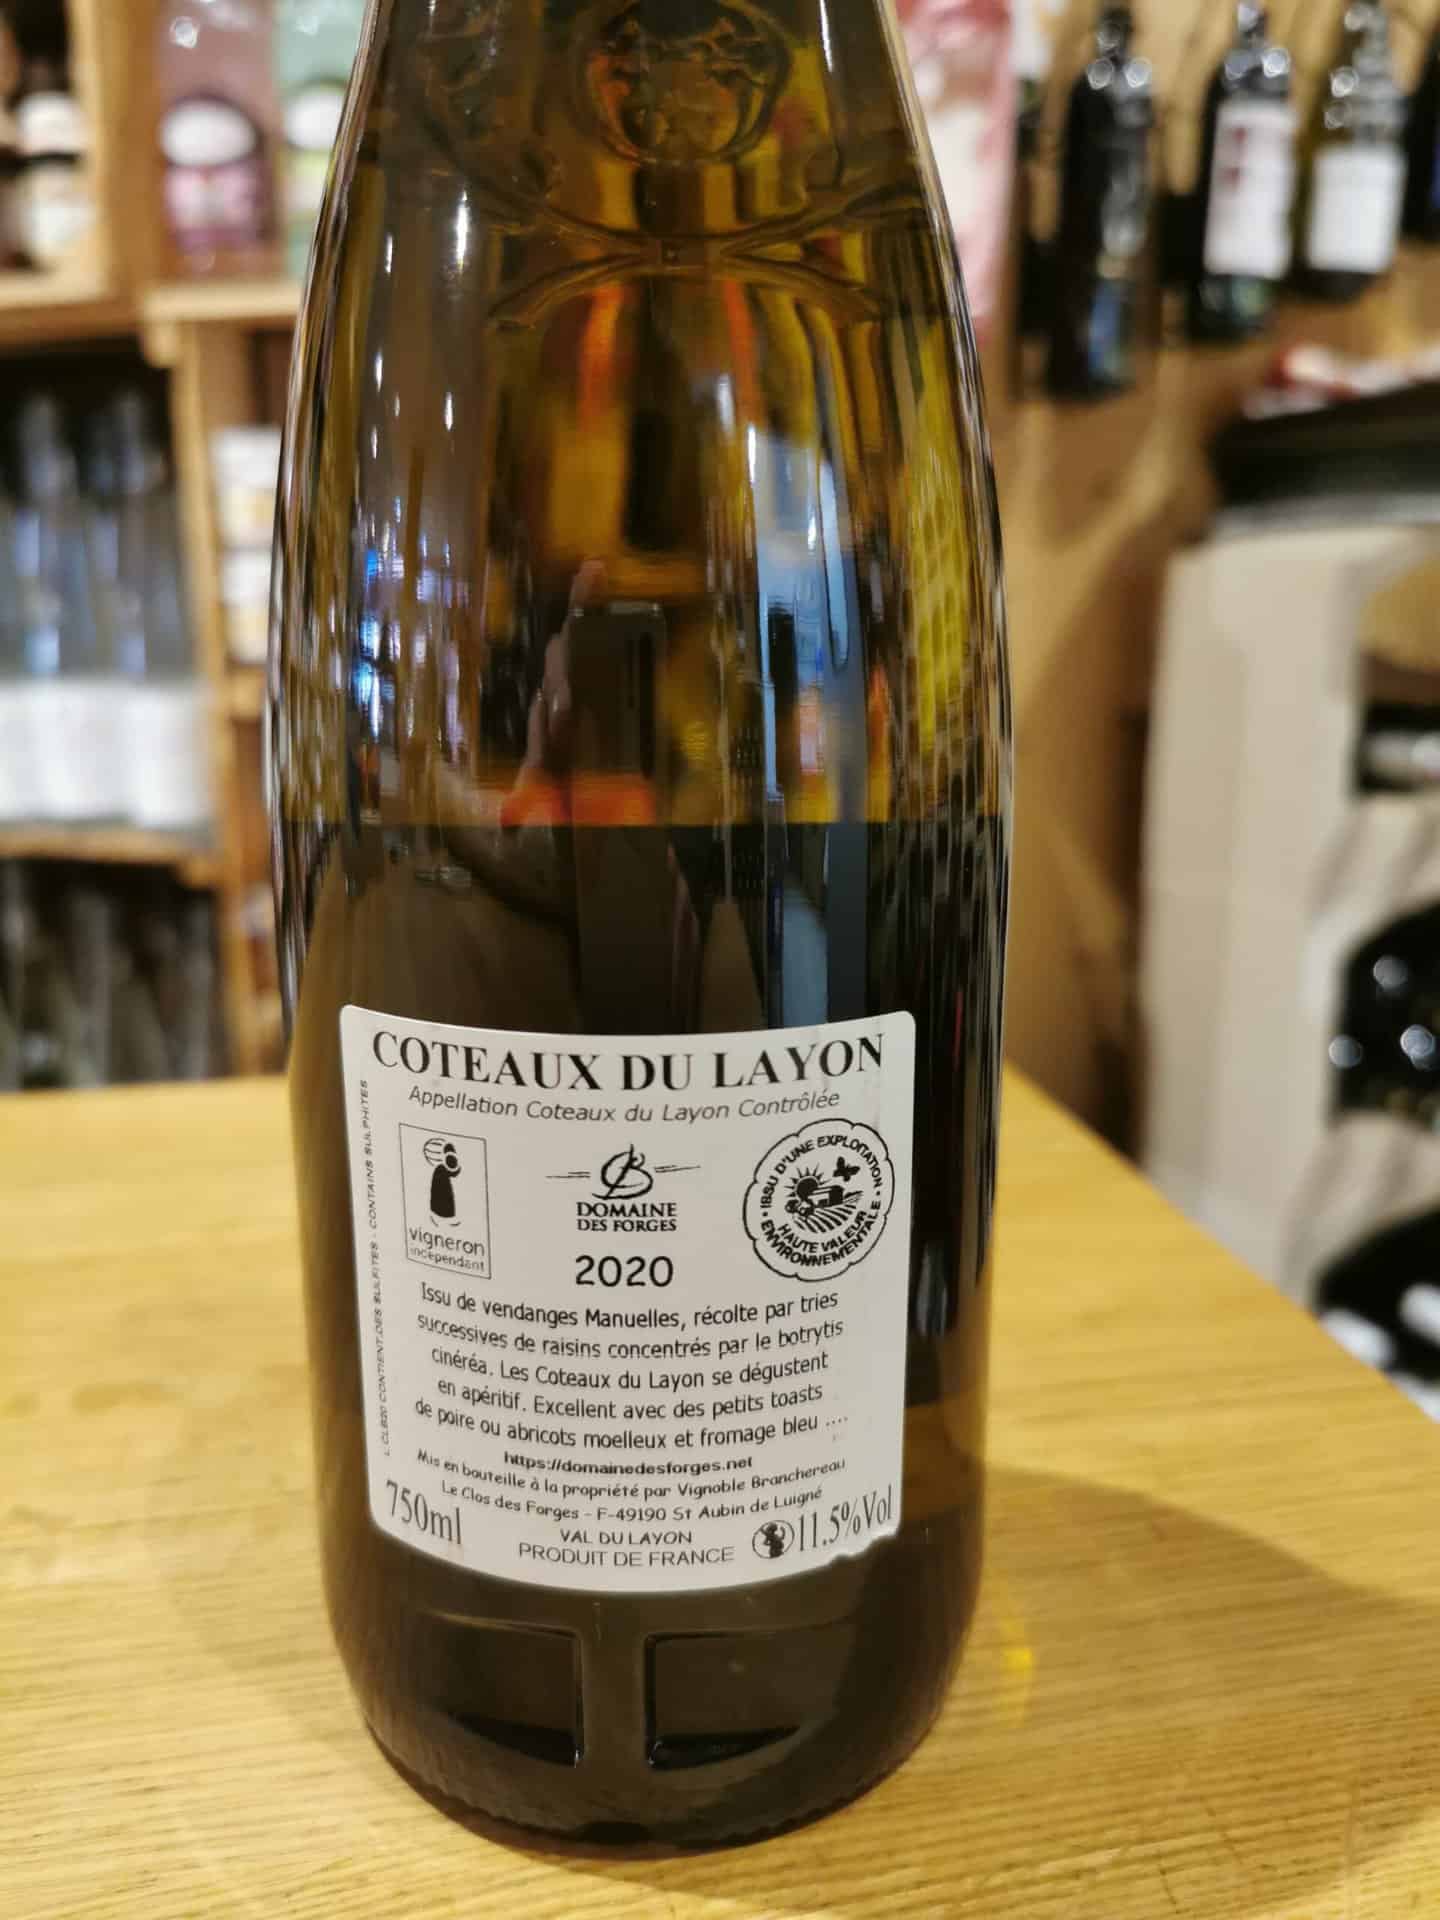 COTEAUX DU LAYON
Appellation Coteaux du Layon Contrôlée
L CLB20 CONTIENT DES SULFITES - CONTAINS SULPHITES
vigneron
indépendant
DOMAINE
DES FORGES
2020
• ISSU D'UNE EXPLOITATION •
HAUTE VALEUR
ENVIRONNEMENTALE
Issu de vendanges Manuelles, récolte par tries
successives de raisins concentrés par le botrytis
cinéréa. Les Coteaux du Layon se dégustent
en apéritif. Excellent avec des petits toasts
de poire ou abricots moelleux et fromage bleu ....
https://domainedesforges.net
Mis en bouteille à la propriété par Vignoble Branchereau
Le Clos des Forges - F-49190 St Aubin de Luigné
VAL DU LAYON
PRODUIT DE FRANCE
750ml
11.5%Vol